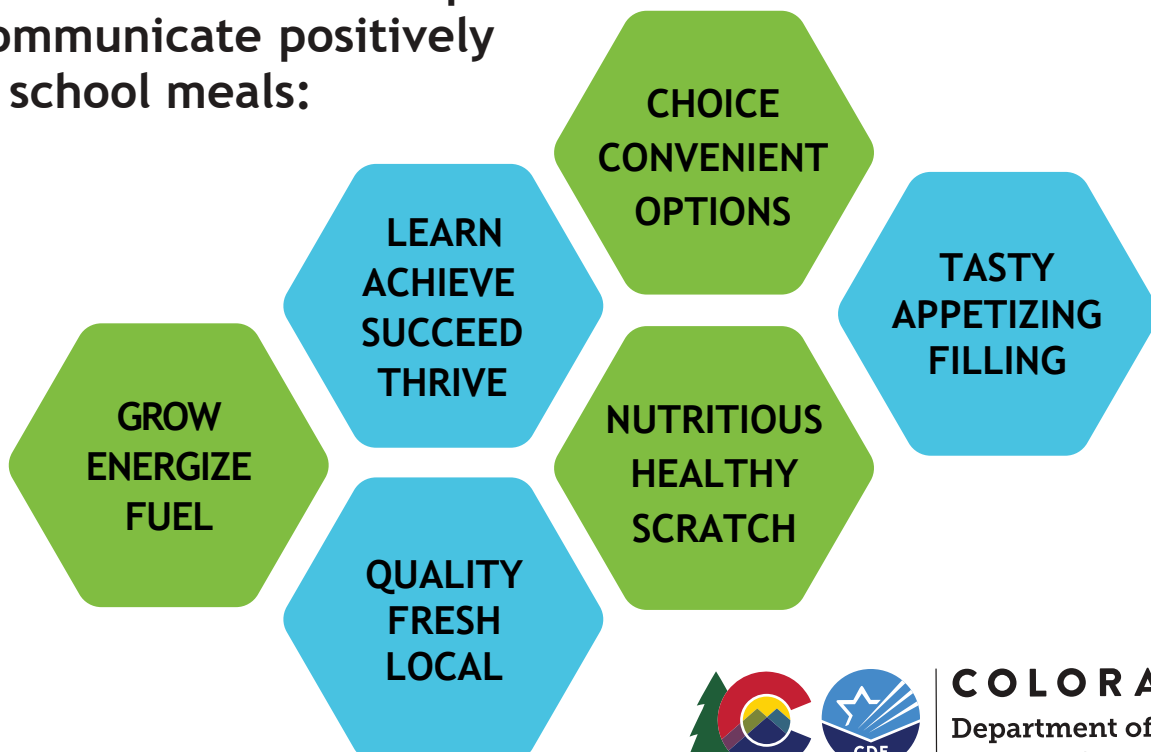 ommunicate positively
school meals:
CHOICE
CONVENIENT
OPTIONS
LEARN
ACHIEVE
SUCCEED
THRIVE
TASTY
APPETIZING
FILLING
GROW
ENERGIZE
FUEL
NUTRITIOUS
HEALTHY
SCRATCH
QUALITY
FRESH
LOCAL
CDE
COLORA
Department of